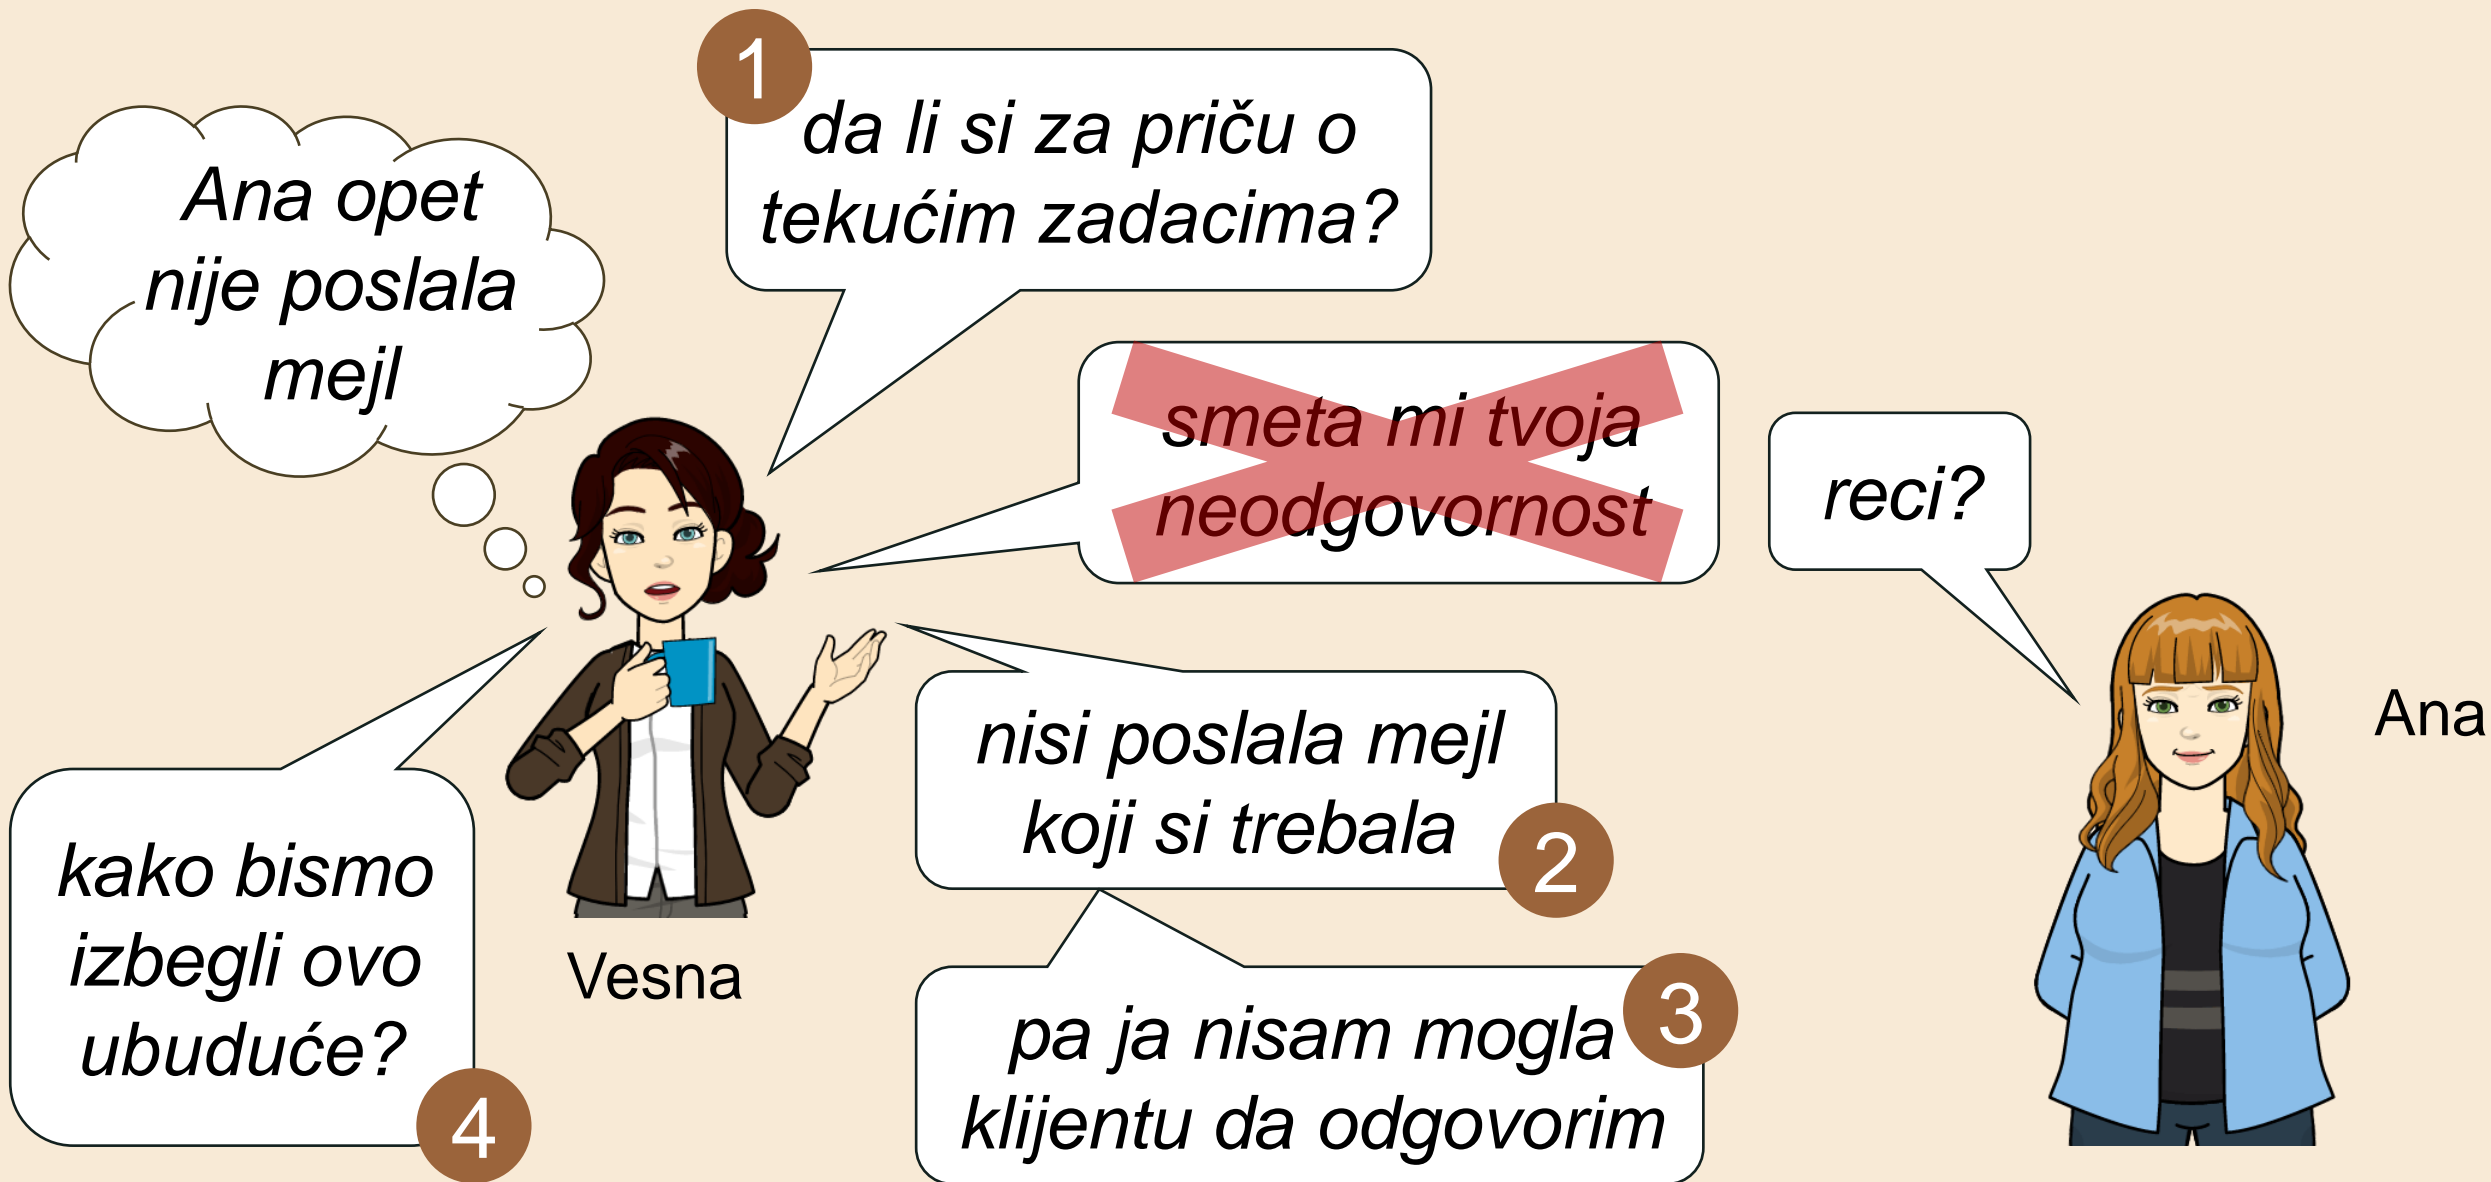 1
da li si za priču o
tekućim zadacima?
Ana opet
nije poslala
mejl
smeta mi tvoja
neodgovornost
reci?
Ana
nisi poslala mejl
koji si trebala
2
kako bismo
izbegli ovo
ubuduće?
4
Vesna
pa ja nisam mogla
klijentu da odgovorim
3